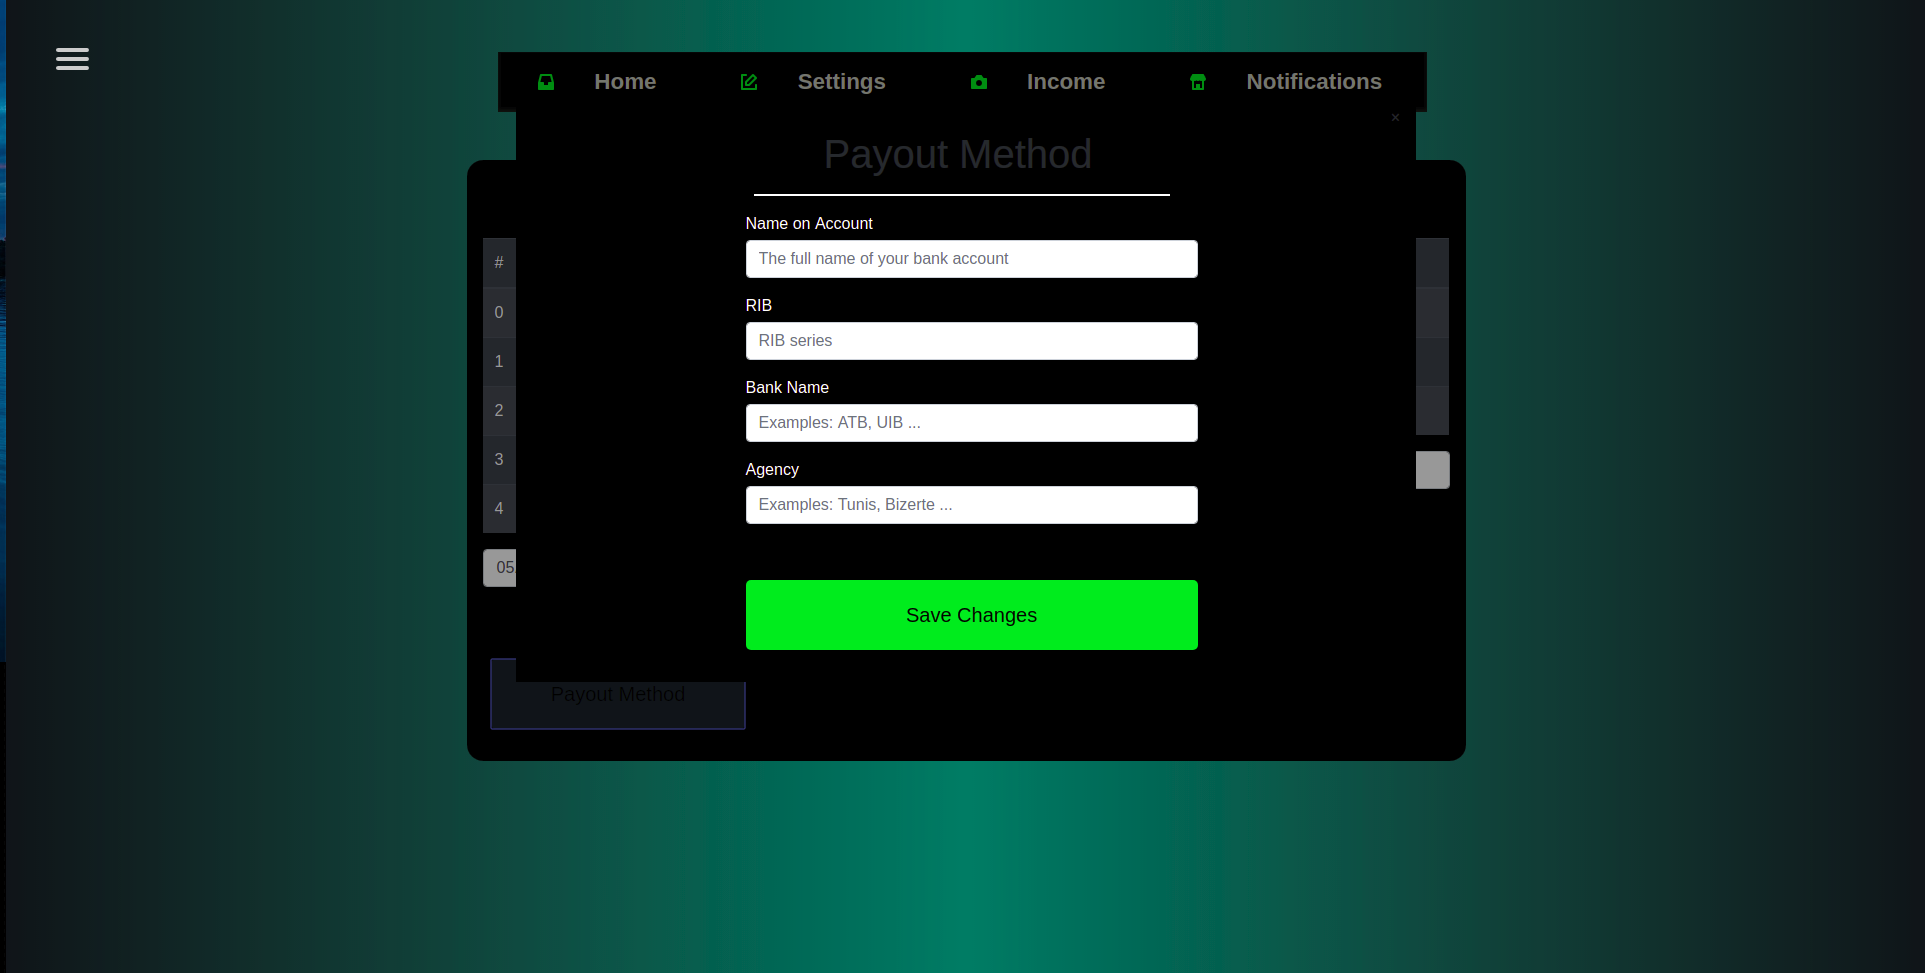 Home Settings Income Notifications
×
Payout Method
Name on Account
The full name of your bank account
RIB
RIB series
Bank Name
Examples: ATB, UIB ...
Agency
Examples: Tunis, Bizerte ...
Save Changes
#
0
1
2
3
4
05
Payout Method